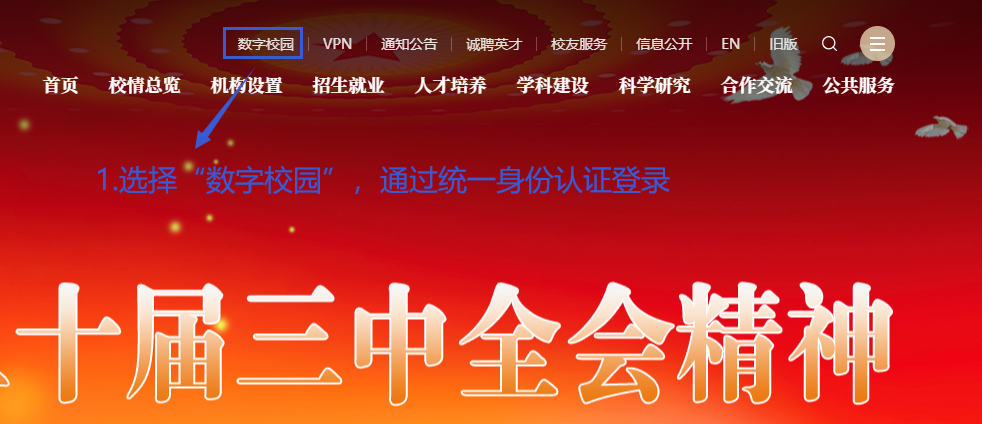 数字校园 VPN 通知公告 诚聘英才 校友服务 信息公开 EN 旧版
首页 校情总览 机构设置 招生就业 人才培养 学科建设 科学研究 合作交流 公共服务
1.选择“数字校园”，通过统一身份认证登录
十届三中全会精神